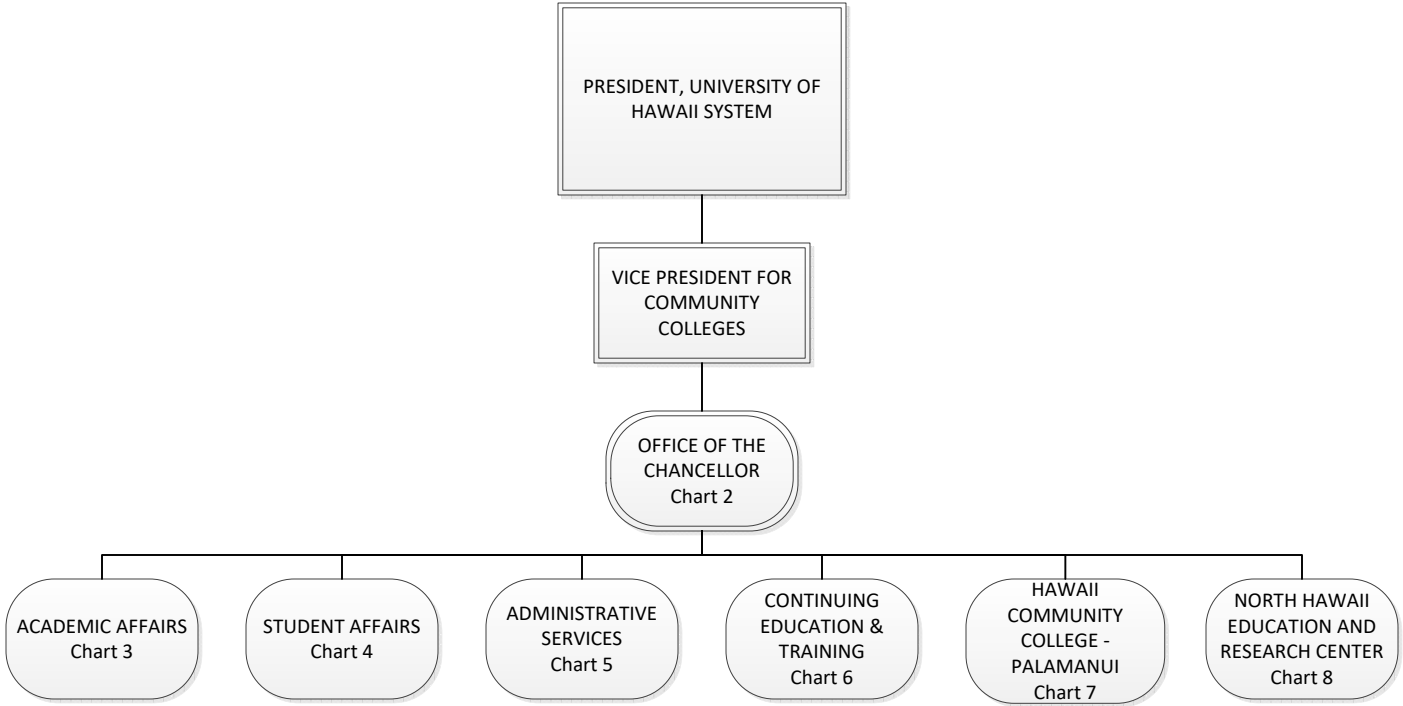 PRESIDENT, UNIVERSITY OF
HAWAII SYSTEM
VICE PRESIDENT FOR
COMMUNITY
COLLEGES
OFFICE OF THE
CHANCELLOR
Chart 2
ACADEMIC AFFAIRS
Chart 3
STUDENT AFFAIRS
Chart 4
ADMINISTRATIVE
SERVICES
Chart 5
CONTINUING
EDUCATION &
TRAINING
Chart 6
HAWAII
COMMUNITY
COLLEGE -
PALAMANUI
Chart 7
NORTH HAWAII
EDUCATION AND
RESEARCH CENTER
Chart 8